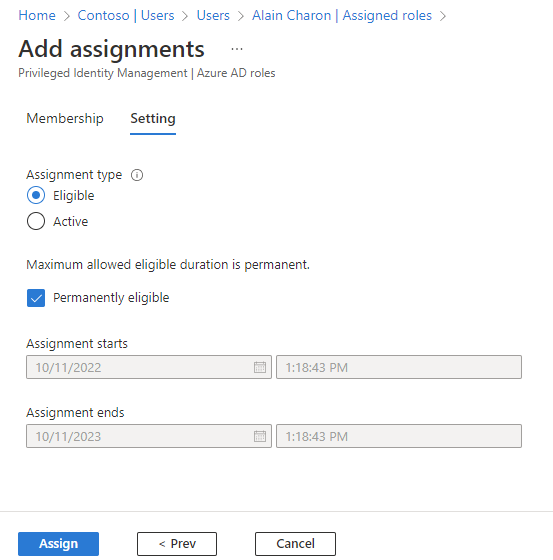 Home > Contoso | Users > Users > Alain Charon | Assigned roles >
Add assignments ...
Privileged Identity Management | Azure AD roles
Membership Setting
Assignment type
Eligible
Active
Maximum allowed eligible duration is permanent.
Permanently eligible
Assignment starts
10/11/2022 1:18:43 PM
Assignment ends
10/11/2023 1:18:43 PM
Assign < Prev Cancel